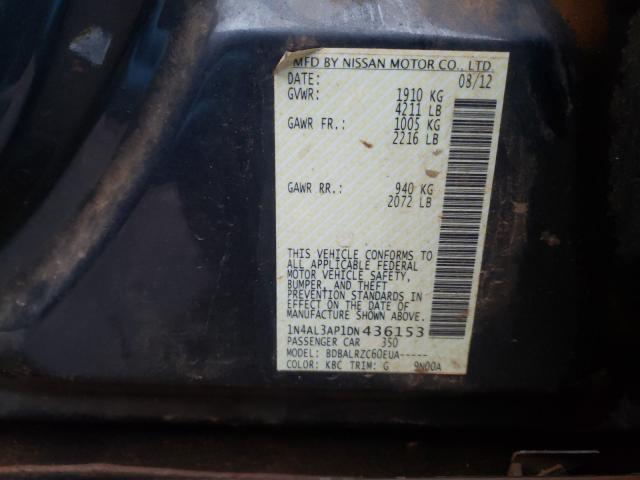 MFD BY NISSAN MOTOR CO., LTD
DATE: 08/12
GVWR: 1910 KG
4211 LB
GAWR FR.: 1005 KG
2216 LB
GAWR RR.: 940 KG
2072 LB
THIS VEHICLE CONFORMS TO
ALL APPLICABLE FEDERAL
MOTOR VEHICLE SAFETY,
BUMPER, AND THEFT
PREVENTION STANDARDS IN
EFFECT ON THE DATE OF
MANUFACTURE SHOWN ABOVE.
1N4AL3AP1DN436153
PASSENGER CAR 350
MODEL: BDBALRZC60EUA-----
COLOR: KBC TRIM: G 9N00A